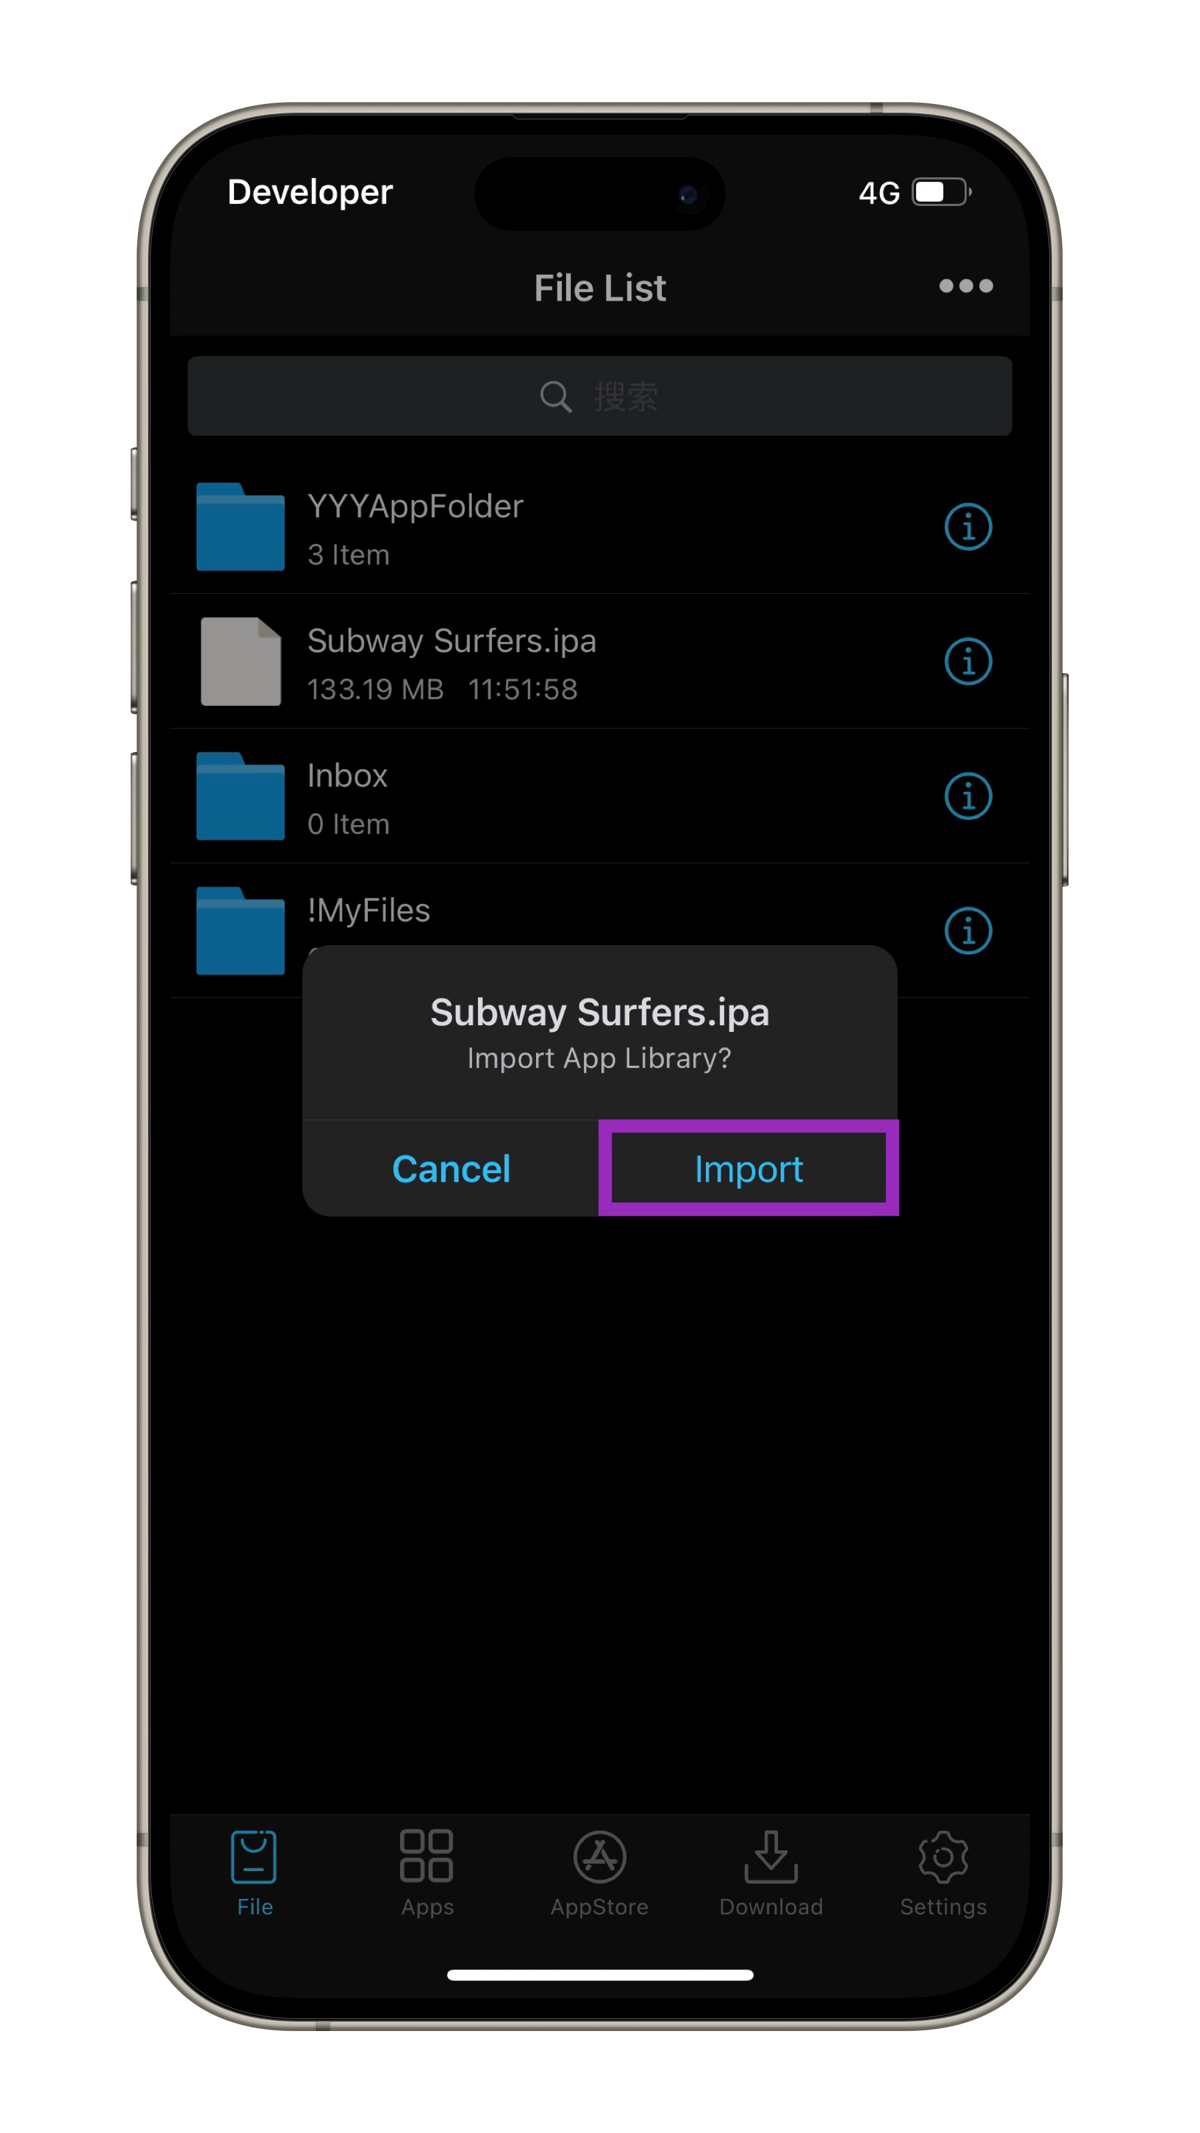 Developer
4G
File List
搜索
YYYAppFolder
3 Item
Subway Surfers.ipa
133.19 MB 11:51:58
Inbox
0 Item
!MyFiles
Subway Surfers.ipa
Import App Library?
Cancel
Import
File
Apps
AppStore
Download
Settings